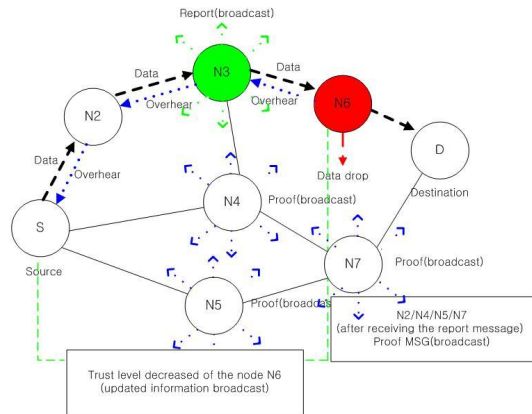 Report(broadcast)
Data
N3
Data
Overhear
Overhear
N6
N2
Data
Overhear
D
Data drop
Destination
N4
Proof(broadcast)
S
Source
N7
Proof(broadcast)
N5
Proof(broadcast)
N2/N4/N5/N7
(after receiving the report message)
Proof MSG(broadcast)
Trust level decreased of the node N6
(updated information broadcast)